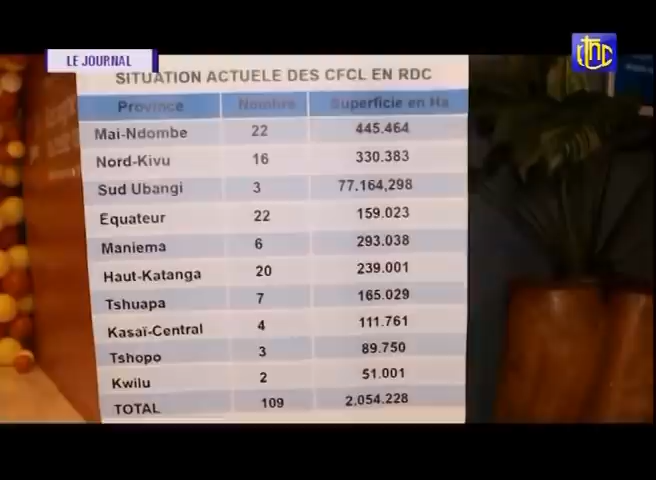 LE JOURNAL
SITUATION ACTUELE DES CFCL EN RDC
Province Nombre Superficie en Ha
Mai-Ndombe 22 445.464
Nord-Kivu 16 330.383
Sud Ubangi 3 77.164,298
Équateur 22 159.023
Maniema 6 293.038
Haut-Katanga 20 239.001
Tshuapa 7 165.029
Kasaï-Central 4 111.761
Tshopo 3 89.750
Kwilu 2 51.001
TOTAL 109 2,054.228